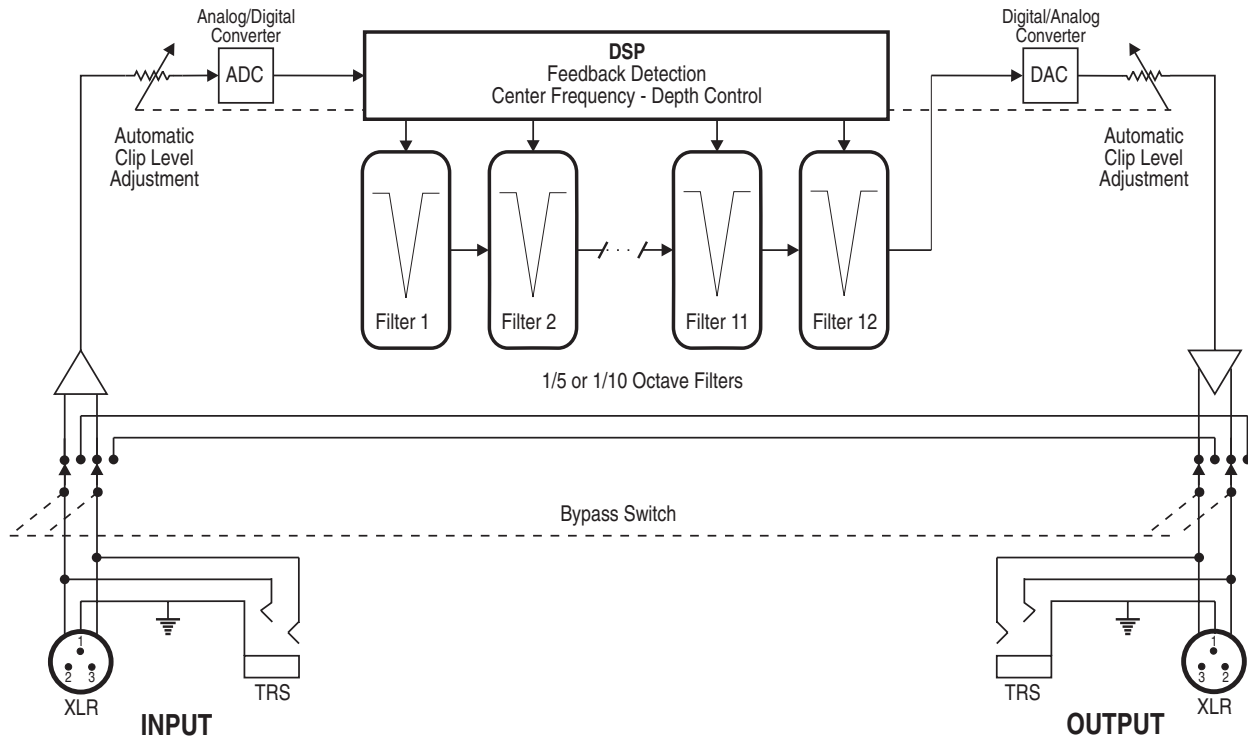 Analog/Digital
Converter
ADC
DSP
Feedback Detection
Center Frequency - Depth Control
Digital/Analog
Converter
DAC
Automatic
Clip Level
Adjustment
Automatic
Clip Level
Adjustment
Filter 1
Filter 2
. . .
Filter 11
Filter 12
1/5 or 1/10 Octave Filters
Bypass Switch
1
2 3
XLR
TRS
INPUT
TRS
1
3 2
XLR
OUTPUT